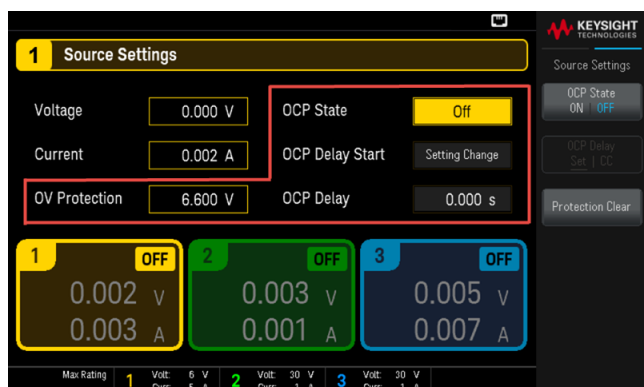 KEYSIGHT
TECHNOLOGIES
1 Source Settings
Source Settings
Voltage 0.000 V OCP State Off
OCP State
ON | OFF
Current 0.002 A OCP Delay Start Setting Change
OCP Delay
Set | CC
OV Protection 6.600 V OCP Delay 0.000 s
Protection Clear
1 OFF 2 OFF 3 OFF
0.002 V 0.003 V 0.005 V
0.003 A 0.001 A 0.007 A
Max Rating 1 Volt: 6 V 2 Volt: 30 V 3 Volt: 30 V